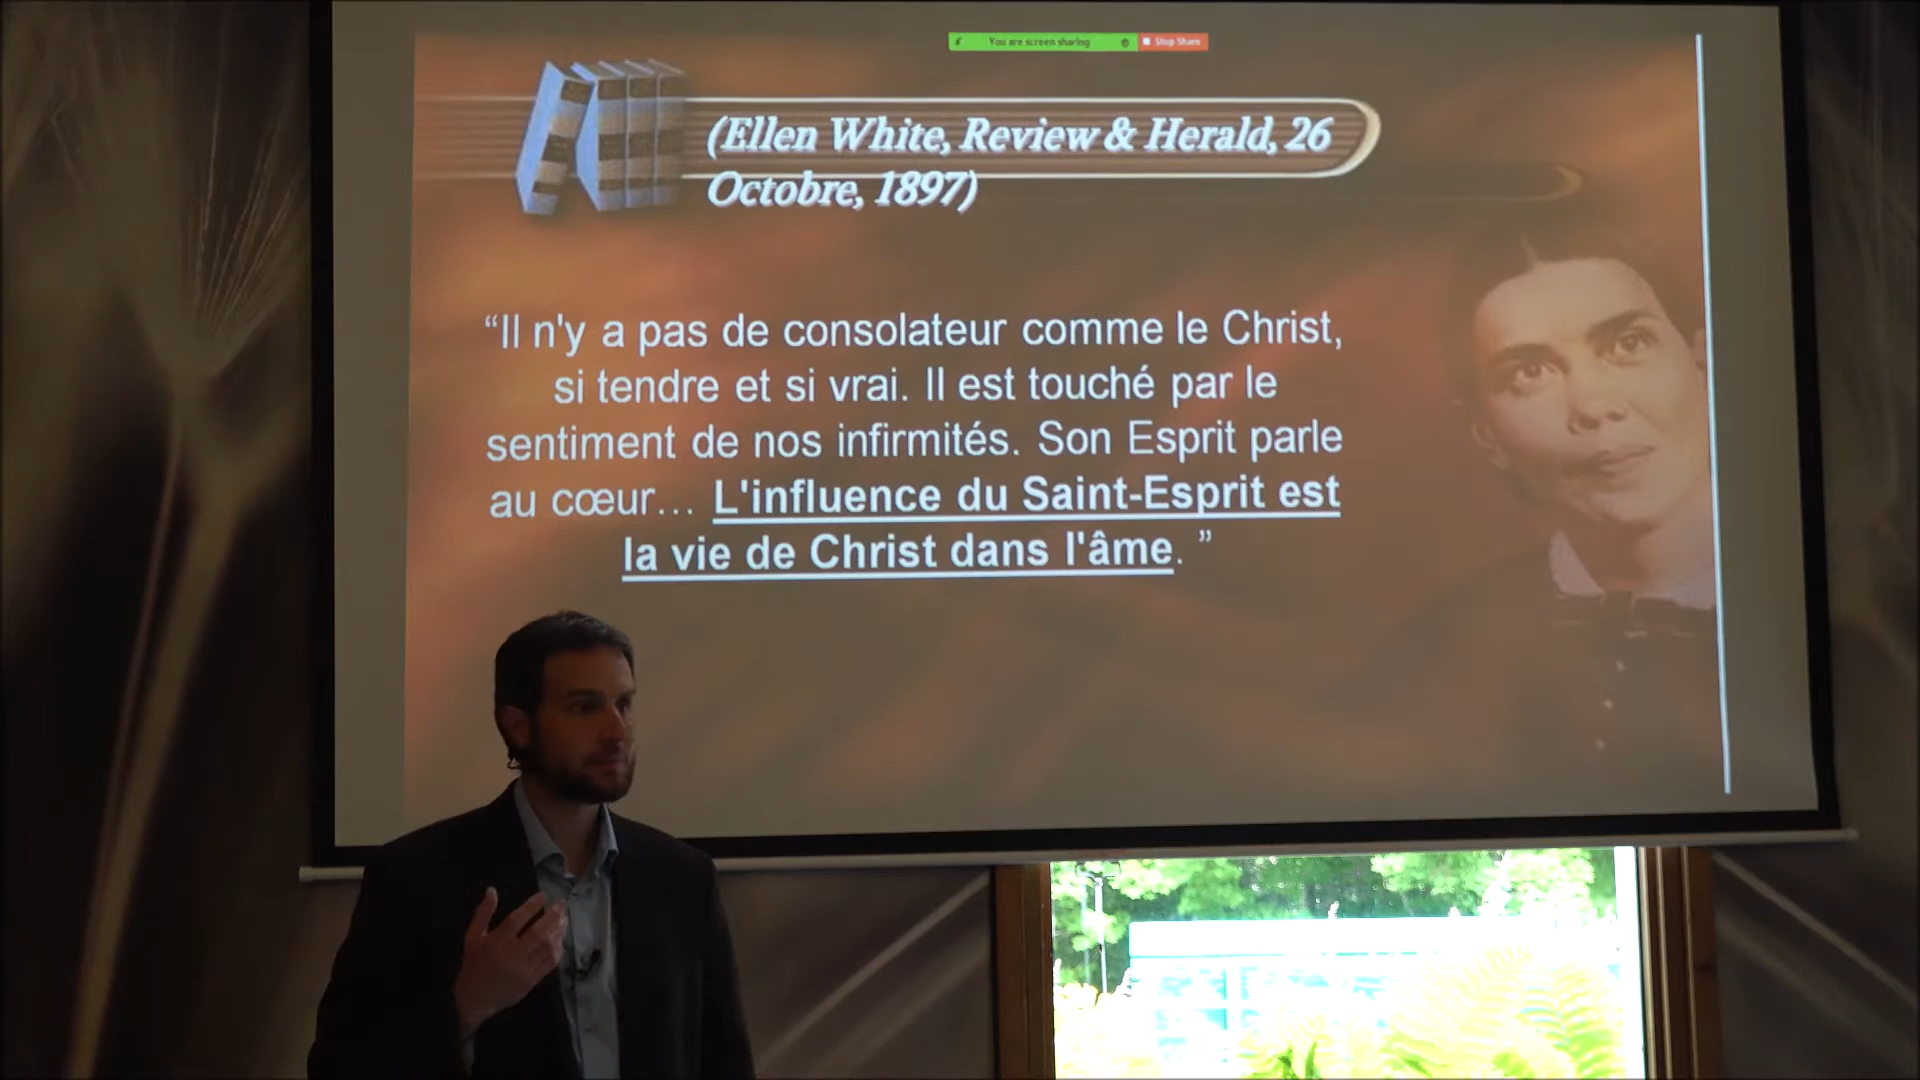 You are screen sharing
Stop Share
(Ellen White, Review & Herald, 26
Octobre, 1897)
“Il n'y a pas de consolateur comme le Christ,
si tendre et si vrai. Il est touché par le
sentiment de nos infirmités. Son Esprit parle
au cœur… L'influence du Saint-Esprit est
la vie de Christ dans l'âme. ”